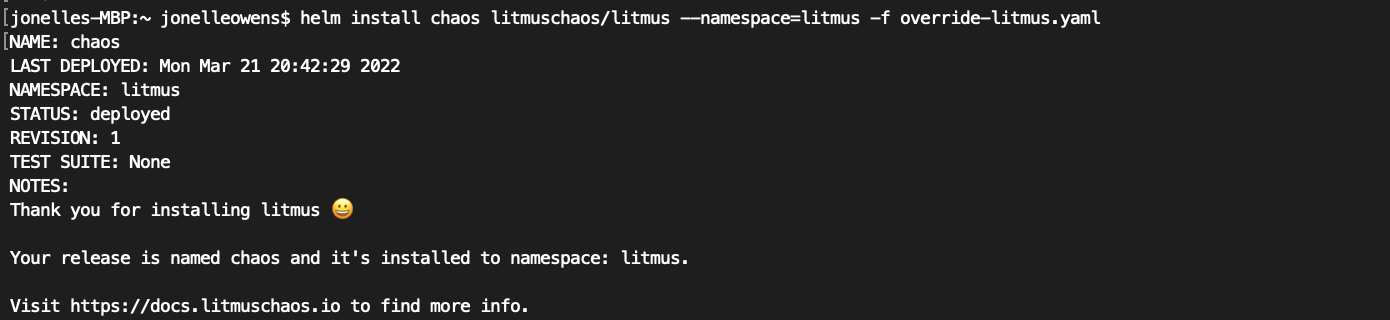 [jonelles-MBP:~ jonelleowens$ helm install chaos litmuschaos/litmus --namespace=litmus -f override-litmus.yaml
[NAME: chaos
LAST DEPLOYED: Mon Mar 21 20:42:29 2022
NAMESPACE: litmus
STATUS: deployed
REVISION: 1
TEST SUITE: None
NOTES:
Thank you for installing litmus 😀
Your release is named chaos and it's installed to namespace: litmus.
Visit https://docs.litmuschaos.io to find more info.